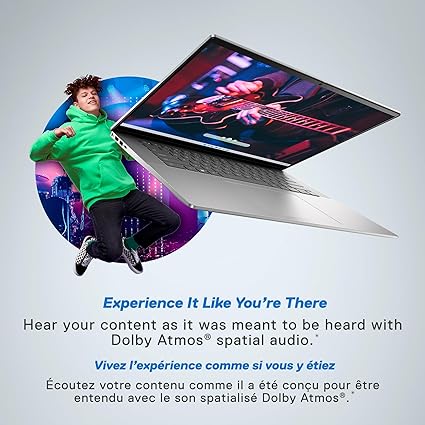 Experience It Like You're There
Hear your content as it was meant to be heard with
Dolby Atmos® spatial audio.*
Vivez l'expérience comme si vous y étiez
Écoutez votre contenu comme il a été conçu pour être
entendu avec le son spatialisé Dolby Atmos®.*